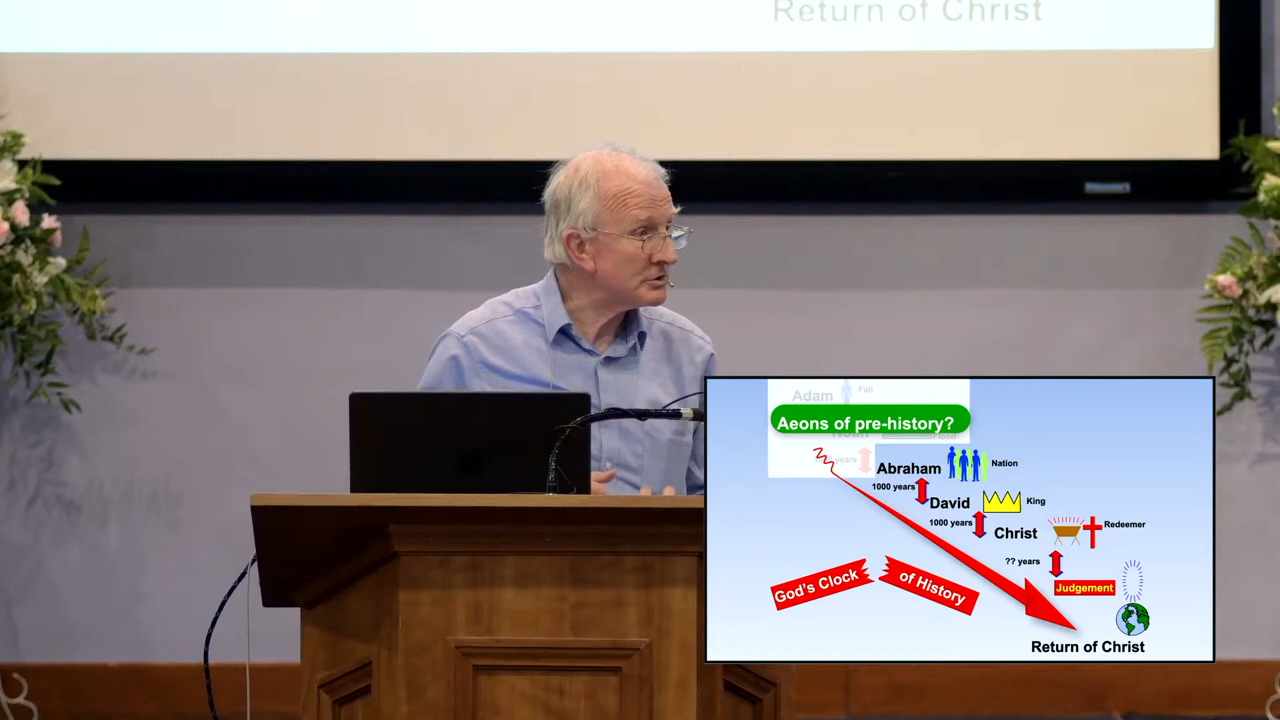 Return of Christ
Adam Fall
Aeons of pre-history?
Noah Flood
years
Abraham Nation
1000 years
David King
1000 years
Christ Redeemer
?? years
Judgement
God's Clock of History
Return of Christ